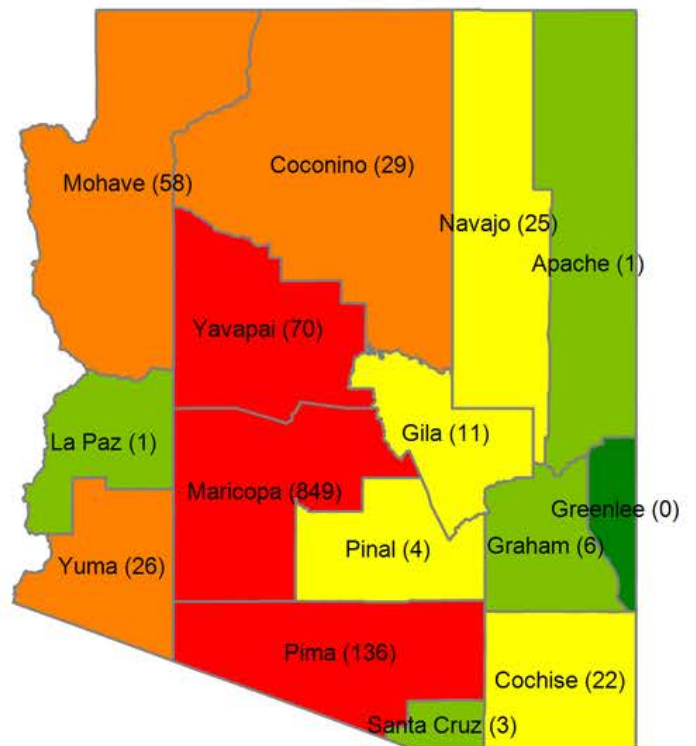 Coconino (29)
Mohave (58)
Navajo (25)
Apache (1)
Yavapai (70)
Gila (11)
La Paz (1)
Maricopa (849)
Greenlee (0)
Pinal (4)
Graham (6)
Yuma (26)
Pima (136)
Cochise (22)
Santa Cruz (3)